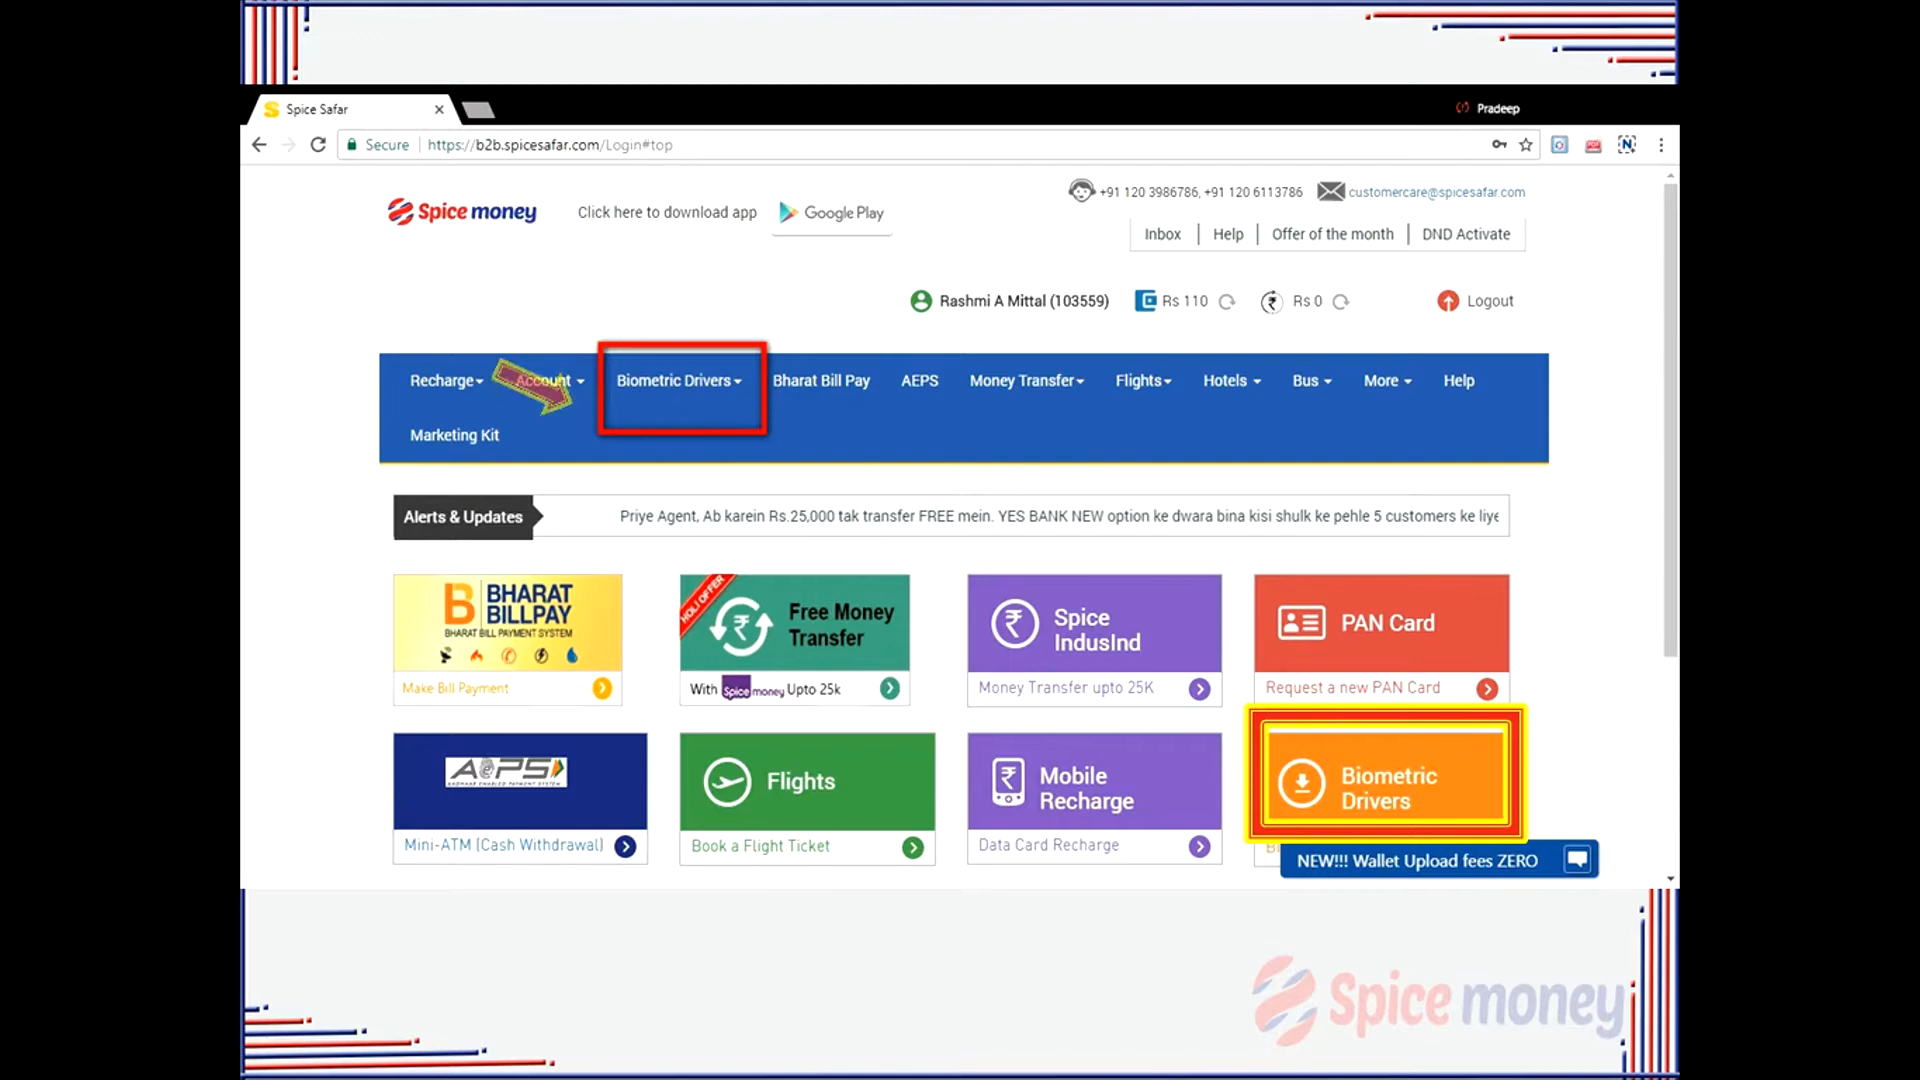 Spice Safar
Pradeep
Secure https://b2b.spicesafar.com/Login#top
Spice money
Click here to download app
Google Play
+91 120 3986786, +91 120 6113786
customercare@spicesafar.com
Inbox Help Offer of the month DND Activate
Rashmi A Mittal (103559) Rs 110 Rs 0 Logout
Recharge Account Biometric Drivers Bharat Bill Pay AEPS Money Transfer Flights Hotels Bus More Help
Marketing Kit
Alerts & Updates
Priye Agent, Ab karein Rs.25,000 tak transfer FREE mein. YES BANK NEW option ke dwara bina kisi shulk ke pehle 5 customers ke liye
B BHARAT
BILLPAY
BHARAT BILL PAYMENT SYSTEM
Make Bill Payment
HOLI OFFER
Free Money
Transfer
With Spice money Upto 25k
Spice
IndusInd
Money Transfer upto 25K
PAN Card
Request a new PAN Card
AePS
AADHAAR ENABLED PAYMENT SYSTEM
Mini-ATM (Cash Withdrawal)
Flights
Book a Flight Ticket
Mobile
Recharge
Data Card Recharge
Biometric
Drivers
NEW!!! Wallet Upload fees ZERO
Spice money